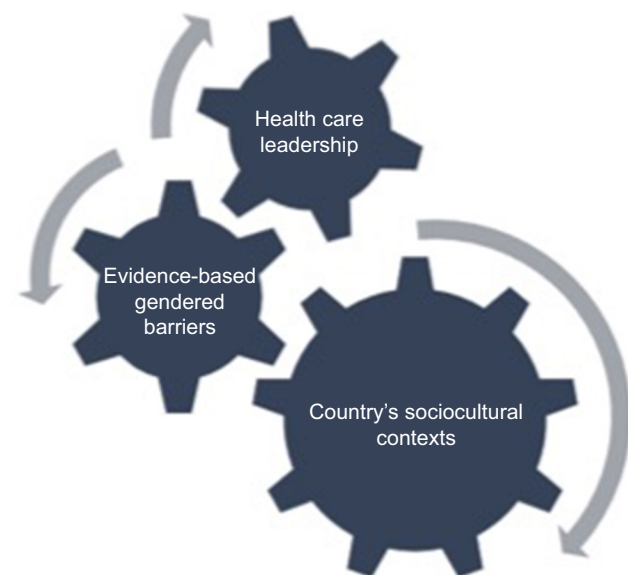 Health care
leadership
Evidence-based
gendered
barriers
Country’s sociocultural
contexts